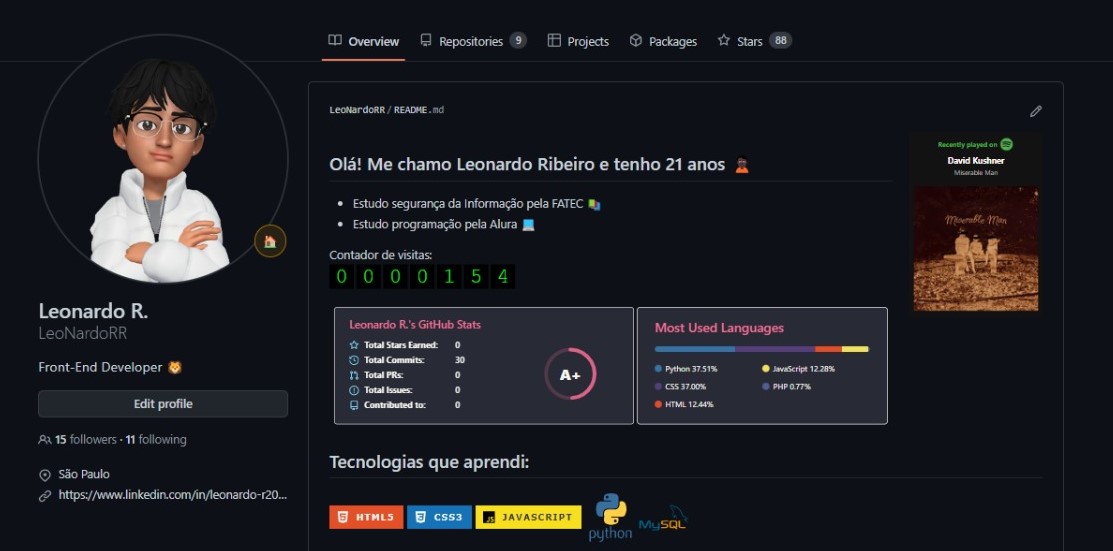 Overview Repositories 9 Projects Packages Stars 88
LeoNardoRR / README.md
Olá! Me chamo Leonardo Ribeiro e tenho 21 anos
Estudo segurança da Informação pela FATEC
Estudo programação pela Alura
Contador de visitas:
0 0 0 0 1 5 4
Recently played on
David Kushner
Miserable Man
Miserable Man
Leonardo R.
LeoNardoRR
Front-End Developer
Edit profile
15 followers · 11 following
São Paulo
https://www.linkedin.com/in/leonardo-r20...
Leonardo R.'s GitHub Stats
Total Stars Earned: 0
Total Commits: 30
Total PRs: 0
Total Issues: 0
Contributed to: 0
A+
Most Used Languages
Python 37.51% JavaScript 12.28%
CSS 37.00% PHP 0.77%
HTML 12.44%
Tecnologias que aprendi:
HTML5 CSS3 JAVASCRIPT python MySQL